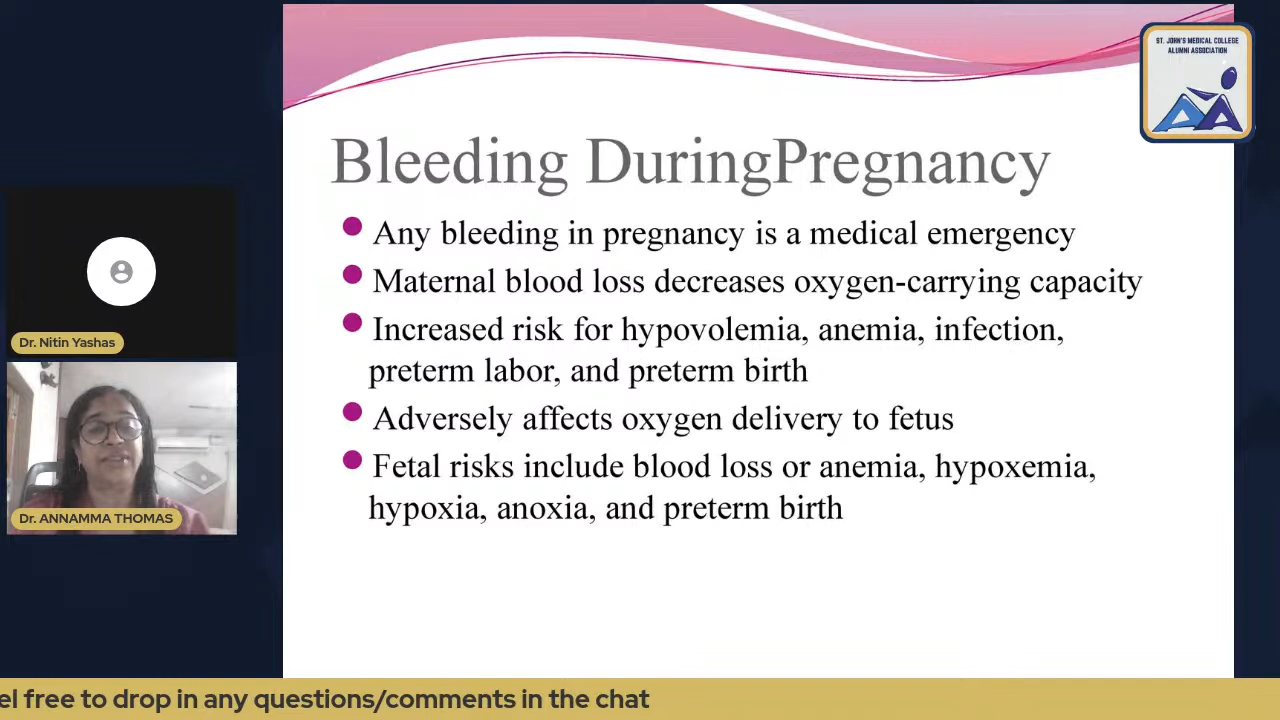 ST. JOHN'S MEDICAL COLLEGE
ALUMNI ASSOCIATION
Bleeding DuringPregnancy
Any bleeding in pregnancy is a medical emergency
Maternal blood loss decreases oxygen-carrying capacity
Increased risk for hypovolemia, anemia, infection,
preterm labor, and preterm birth
Adversely affects oxygen delivery to fetus
Fetal risks include blood loss or anemia, hypoxemia,
hypoxia, anoxia, and preterm birth
Dr. Nitin Yashas
Dr. ANNAMMA THOMAS
el free to drop in any questions/comments in the chat